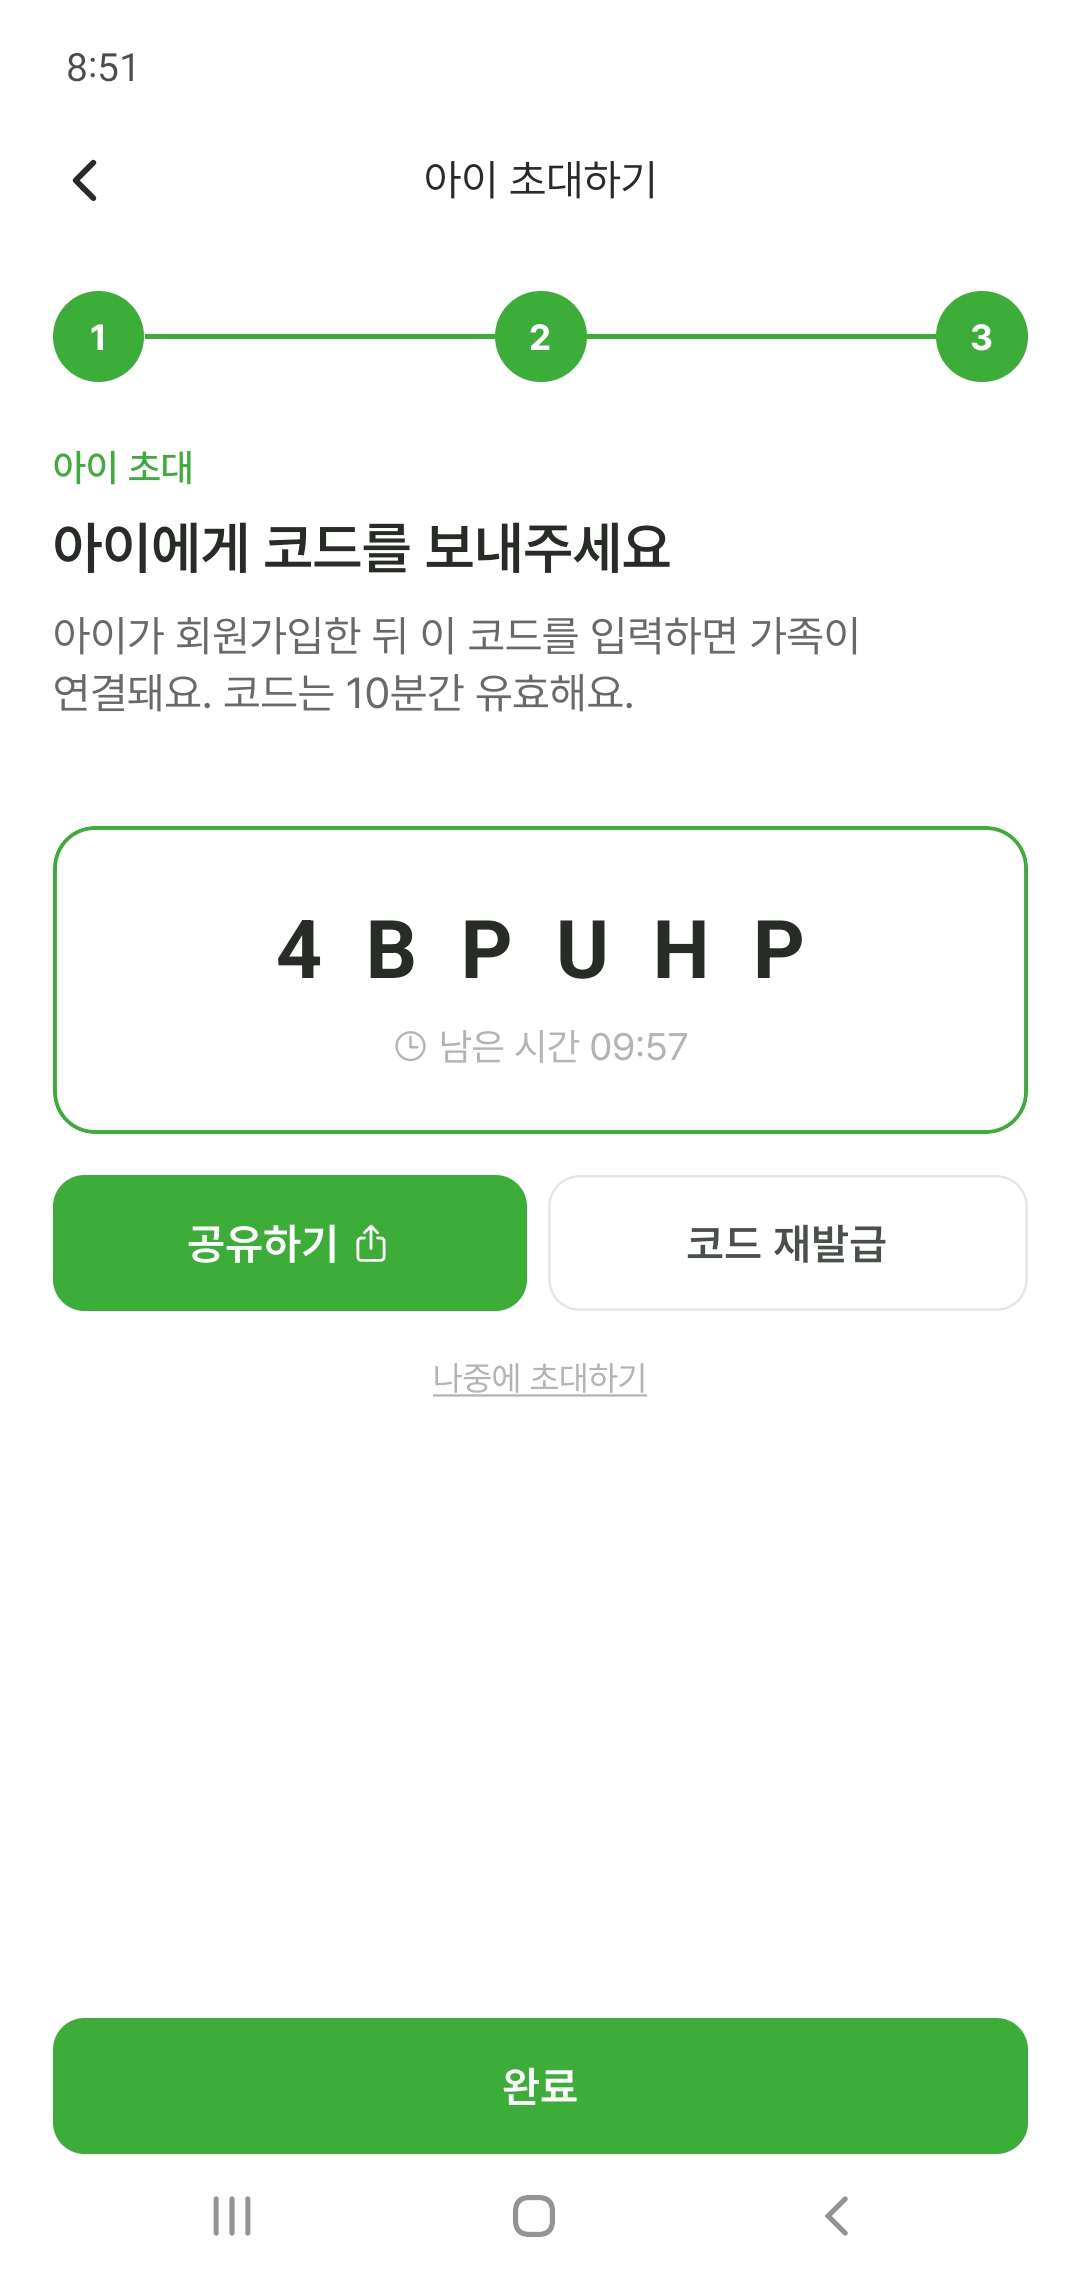 8:51
아이 초대하기
1 2 3
아이 초대
아이에게 코드를 보내주세요
아이가 회원가입한 뒤 이 코드를 입력하면 가족이
연결돼요. 코드는 10분간 유효해요.
4 B P U H P
남은 시간 09:57
공유하기 코드 재발급
나중에 초대하기
완료